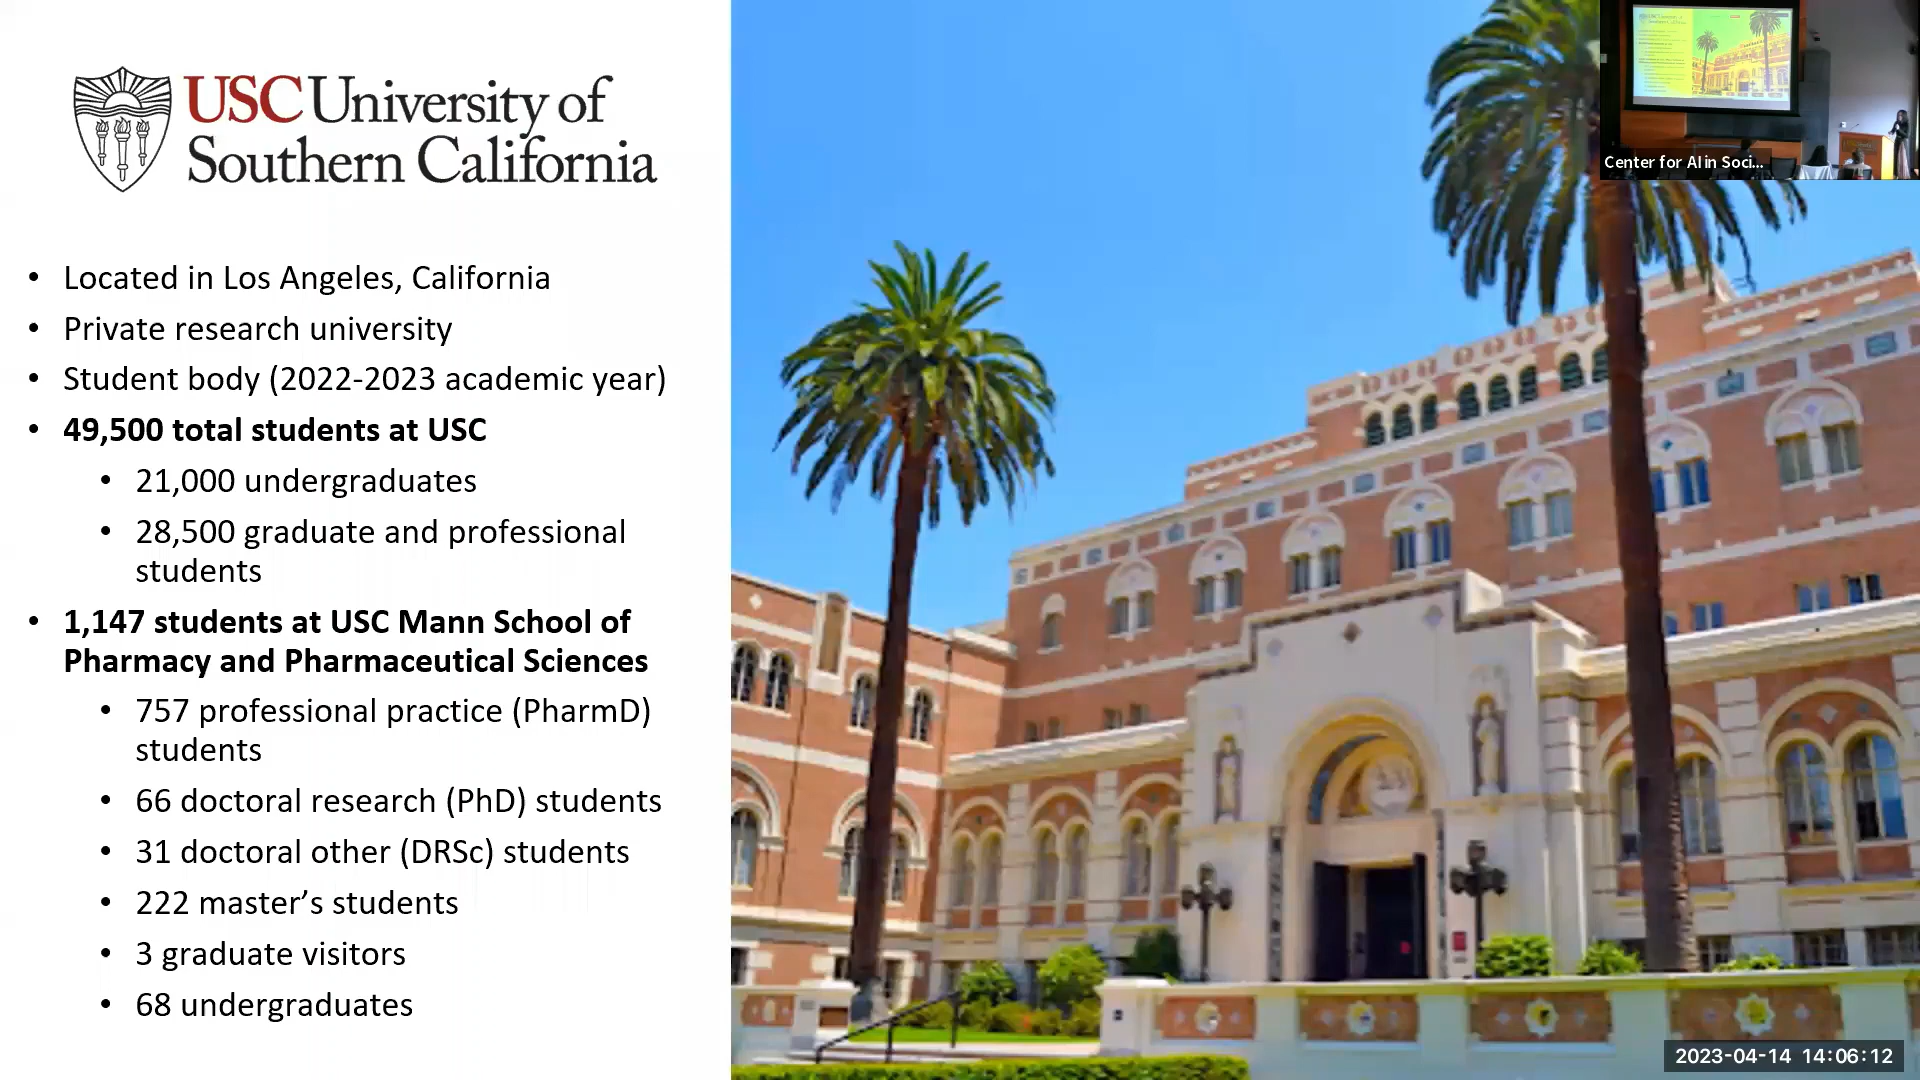 USC University of
Southern California
• Located in Los Angeles, California
• Private research university
• Student body (2022-2023 academic year)
• 49,500 total students at USC
• 21,000 undergraduates
• 28,500 graduate and professional
students
• 1,147 students at USC Mann School of
Pharmacy and Pharmaceutical Sciences
• 757 professional practice (PharmD)
students
• 66 doctoral research (PhD) students
• 31 doctoral other (DRSc) students
• 222 master’s students
• 3 graduate visitors
• 68 undergraduates
Center for AI in Soci...
2023-04-14 14:06:12